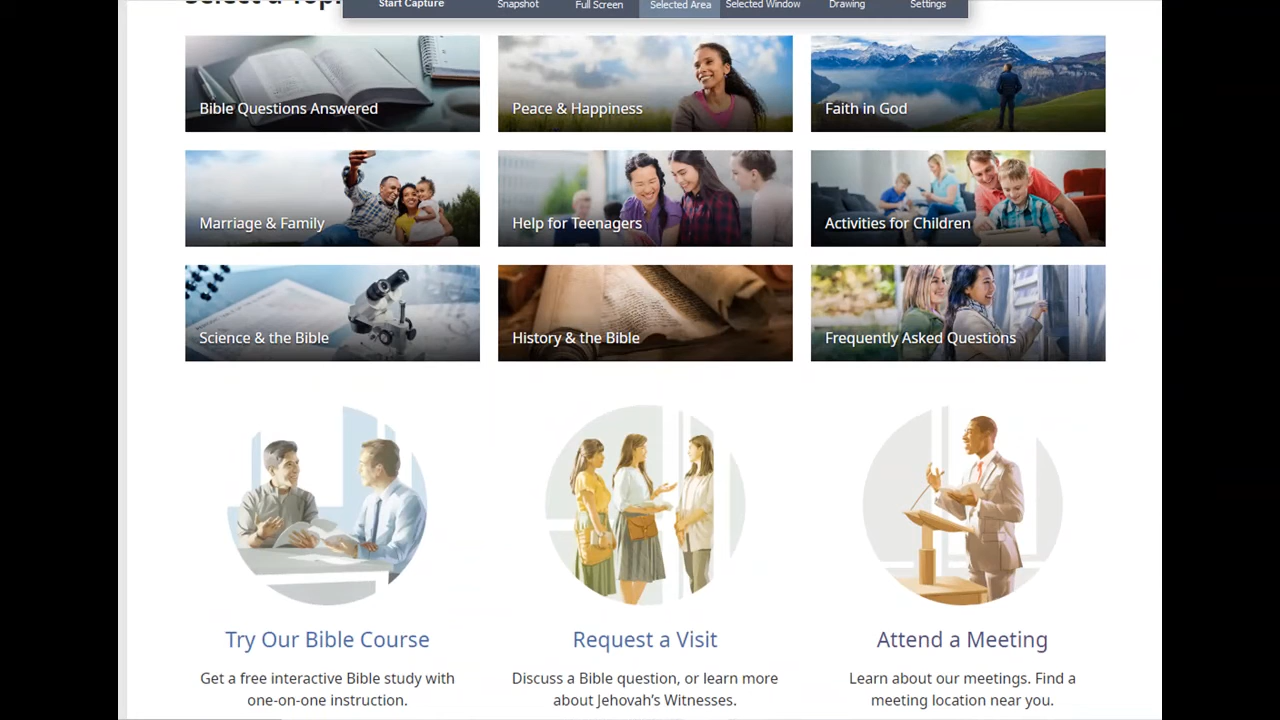 Select a Topic
Start Capture
Snapshot
Full Screen
Selected Area
Selected Window
Drawing
Settings
Bible Questions Answered
Peace & Happiness
Faith in God
Marriage & Family
Help for Teenagers
Activities for Children
Science & the Bible
History & the Bible
Frequently Asked Questions
Try Our Bible Course
Get a free interactive Bible study with
one-on-one instruction.
Request a Visit
Discuss a Bible question, or learn more
about Jehovah’s Witnesses.
Attend a Meeting
Learn about our meetings. Find a
meeting location near you.